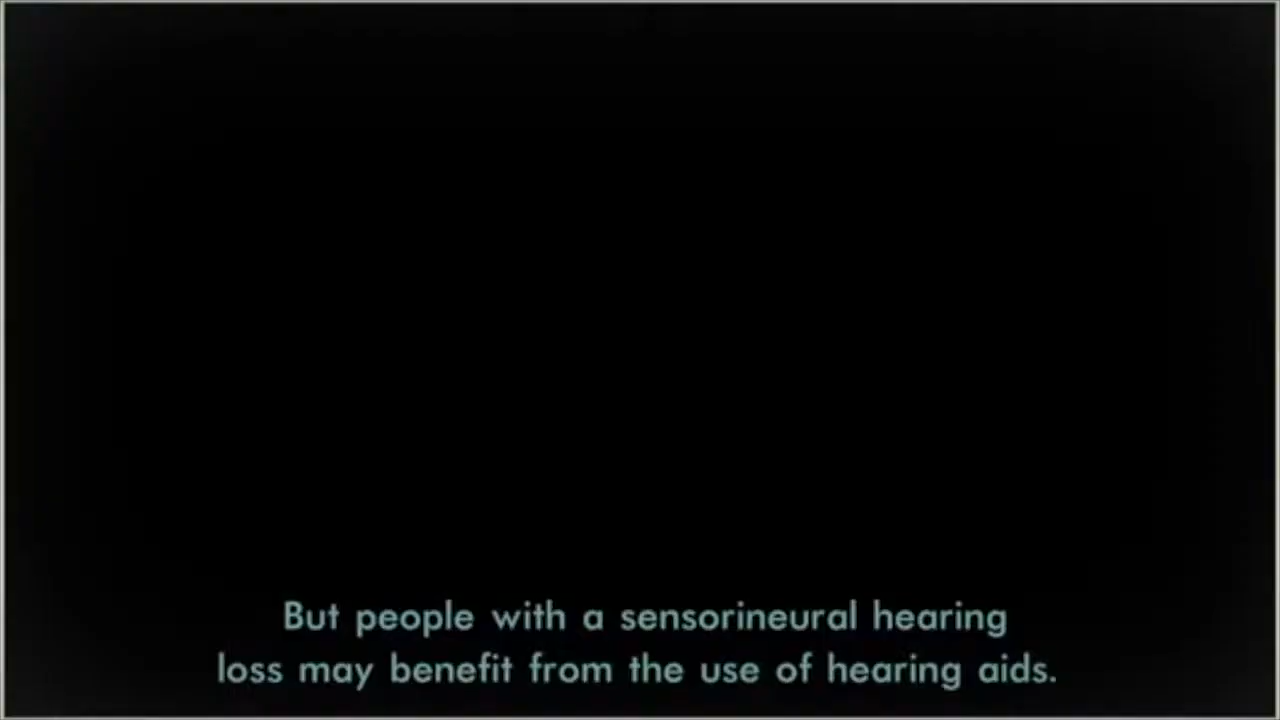 But people with a sensorineural hearing
loss may benefit from the use of hearing aids.